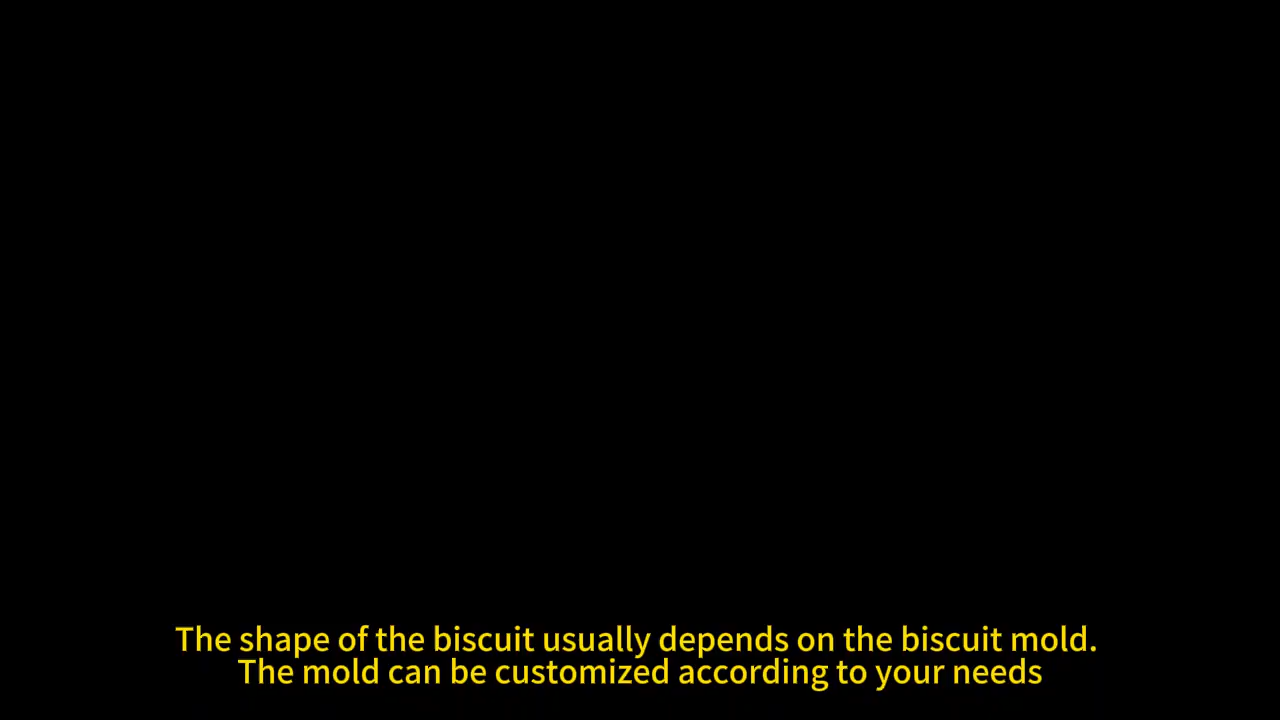 The shape of the biscuit usually depends on the biscuit mold.
The mold can be customized according to your needs